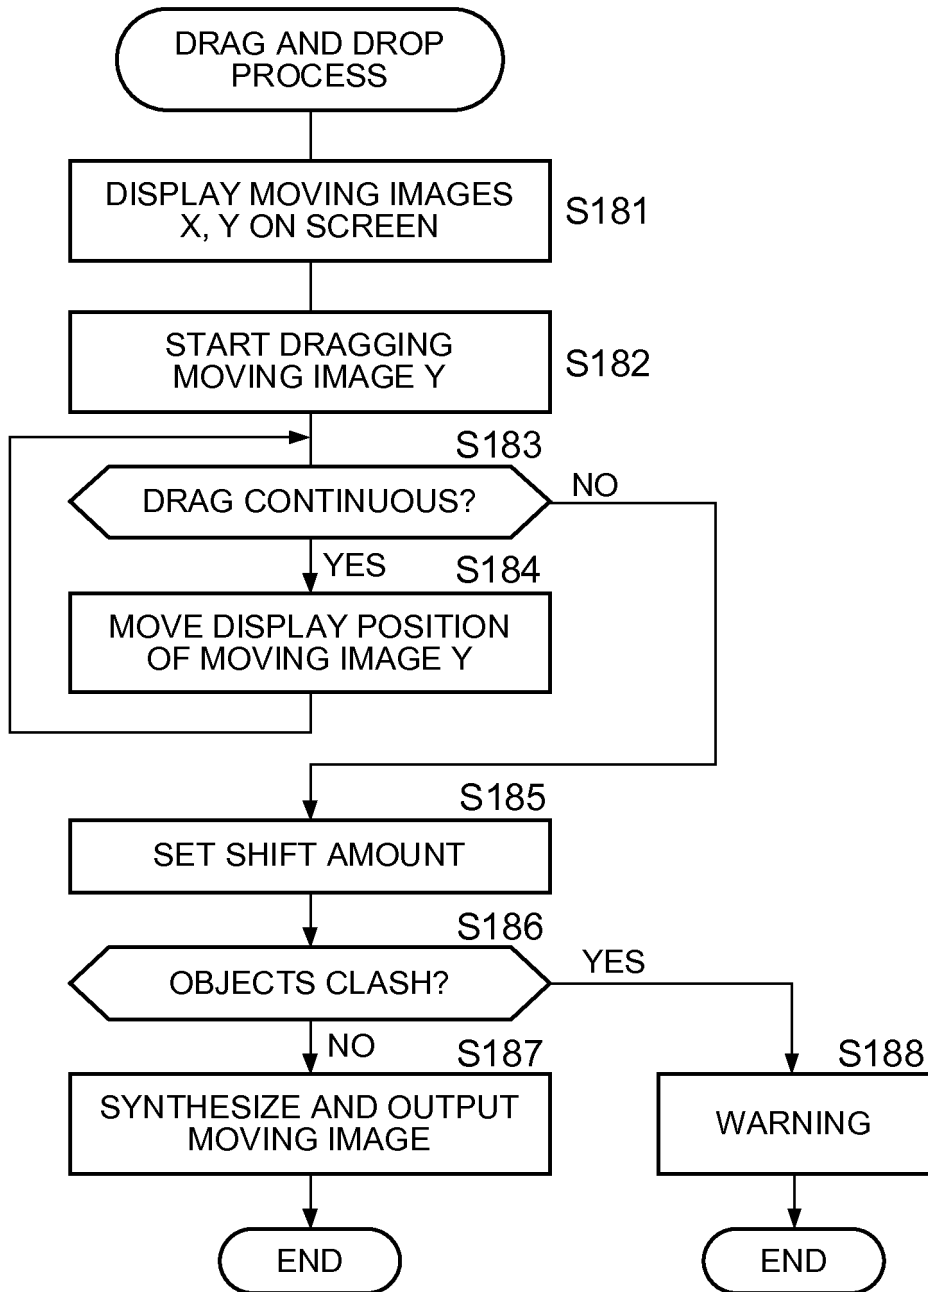 DRAG AND DROP
PROCESS
DISPLAY MOVING IMAGES
X, Y ON SCREEN
S181
START DRAGGING
MOVING IMAGE Y
S182
S183
DRAG CONTINUOUS?
NO
YES
S184
MOVE DISPLAY POSITION
OF MOVING IMAGE Y
S185
SET SHIFT AMOUNT
S186
OBJECTS CLASH?
YES
NO
S187
SYNTHESIZE AND OUTPUT
MOVING IMAGE
S188
WARNING
END
END